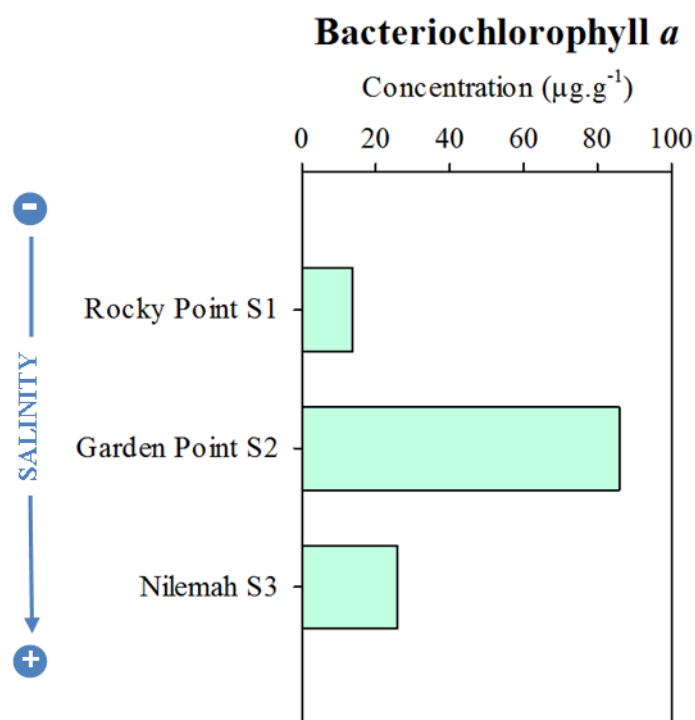 Bacteriochlorophyll a
Concentration (µg.g⁻¹)
0 20 40 60 80 100
-
Rocky Point S1
SALINITY
Garden Point S2
Nilemah S3
+